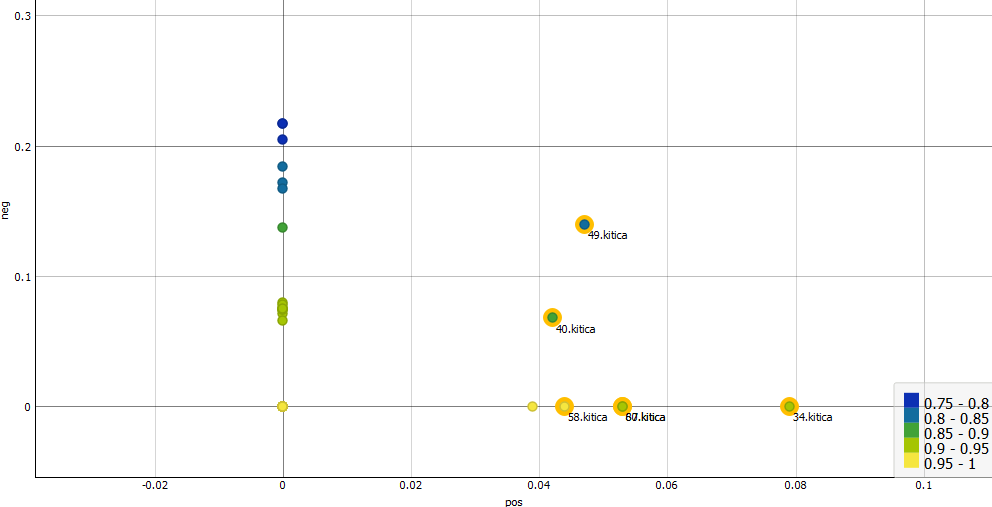 0.3
0.2
0.1
0
neg
49.kitica
40.kitica
58.kitica
34.kitica
-0.02
0
0.02
0.04
0.06
0.08
0.1
pos
0.75 - 0.8
0.8 - 0.85
0.85 - 0.9
0.9 - 0.95
0.95 - 1